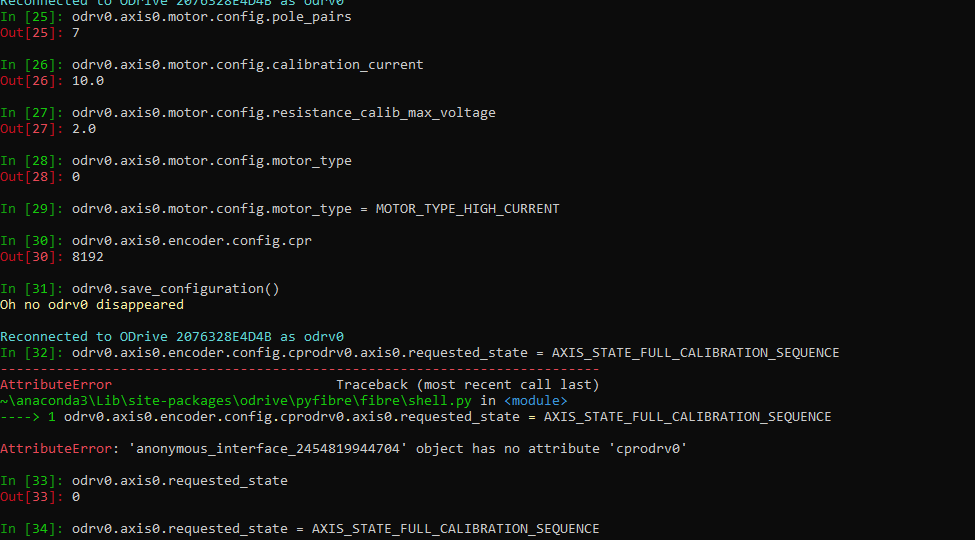 Reconnected to ODrive 2076328E4D4B as odrv0
In [25]: odrv0.axis0.motor.config.pole_pairs
Out[25]: 7
In [26]: odrv0.axis0.motor.config.calibration_current
Out[26]: 10.0
In [27]: odrv0.axis0.motor.config.resistance_calib_max_voltage
Out[27]: 2.0
In [28]: odrv0.axis0.motor.config.motor_type
Out[28]: 0
In [29]: odrv0.axis0.motor.config.motor_type = MOTOR_TYPE_HIGH_CURRENT
In [30]: odrv0.axis0.encoder.config.cpr
Out[30]: 8192
In [31]: odrv0.save_configuration()
Oh no odrv0 disappeared
Reconnected to ODrive 2076328E4D4B as odrv0
In [32]: odrv0.axis0.encoder.config.cprodrv0.axis0.requested_state = AXIS_STATE_FULL_CALIBRATION_SEQUENCE
---------------------------------------------------------------------------
AttributeError                            Traceback (most recent call last)
~\anaconda3\Lib\site-packages\odrive\pyfibre\fibre\shell.py in <module>
----> 1 odrv0.axis0.encoder.config.cprodrv0.axis0.requested_state = AXIS_STATE_FULL_CALIBRATION_SEQUENCE
AttributeError: 'anonymous_interface_2454819944704' object has no attribute 'cprodrv0'
In [33]: odrv0.axis0.requested_state
Out[33]: 0
In [34]: odrv0.axis0.requested_state = AXIS_STATE_FULL_CALIBRATION_SEQUENCE